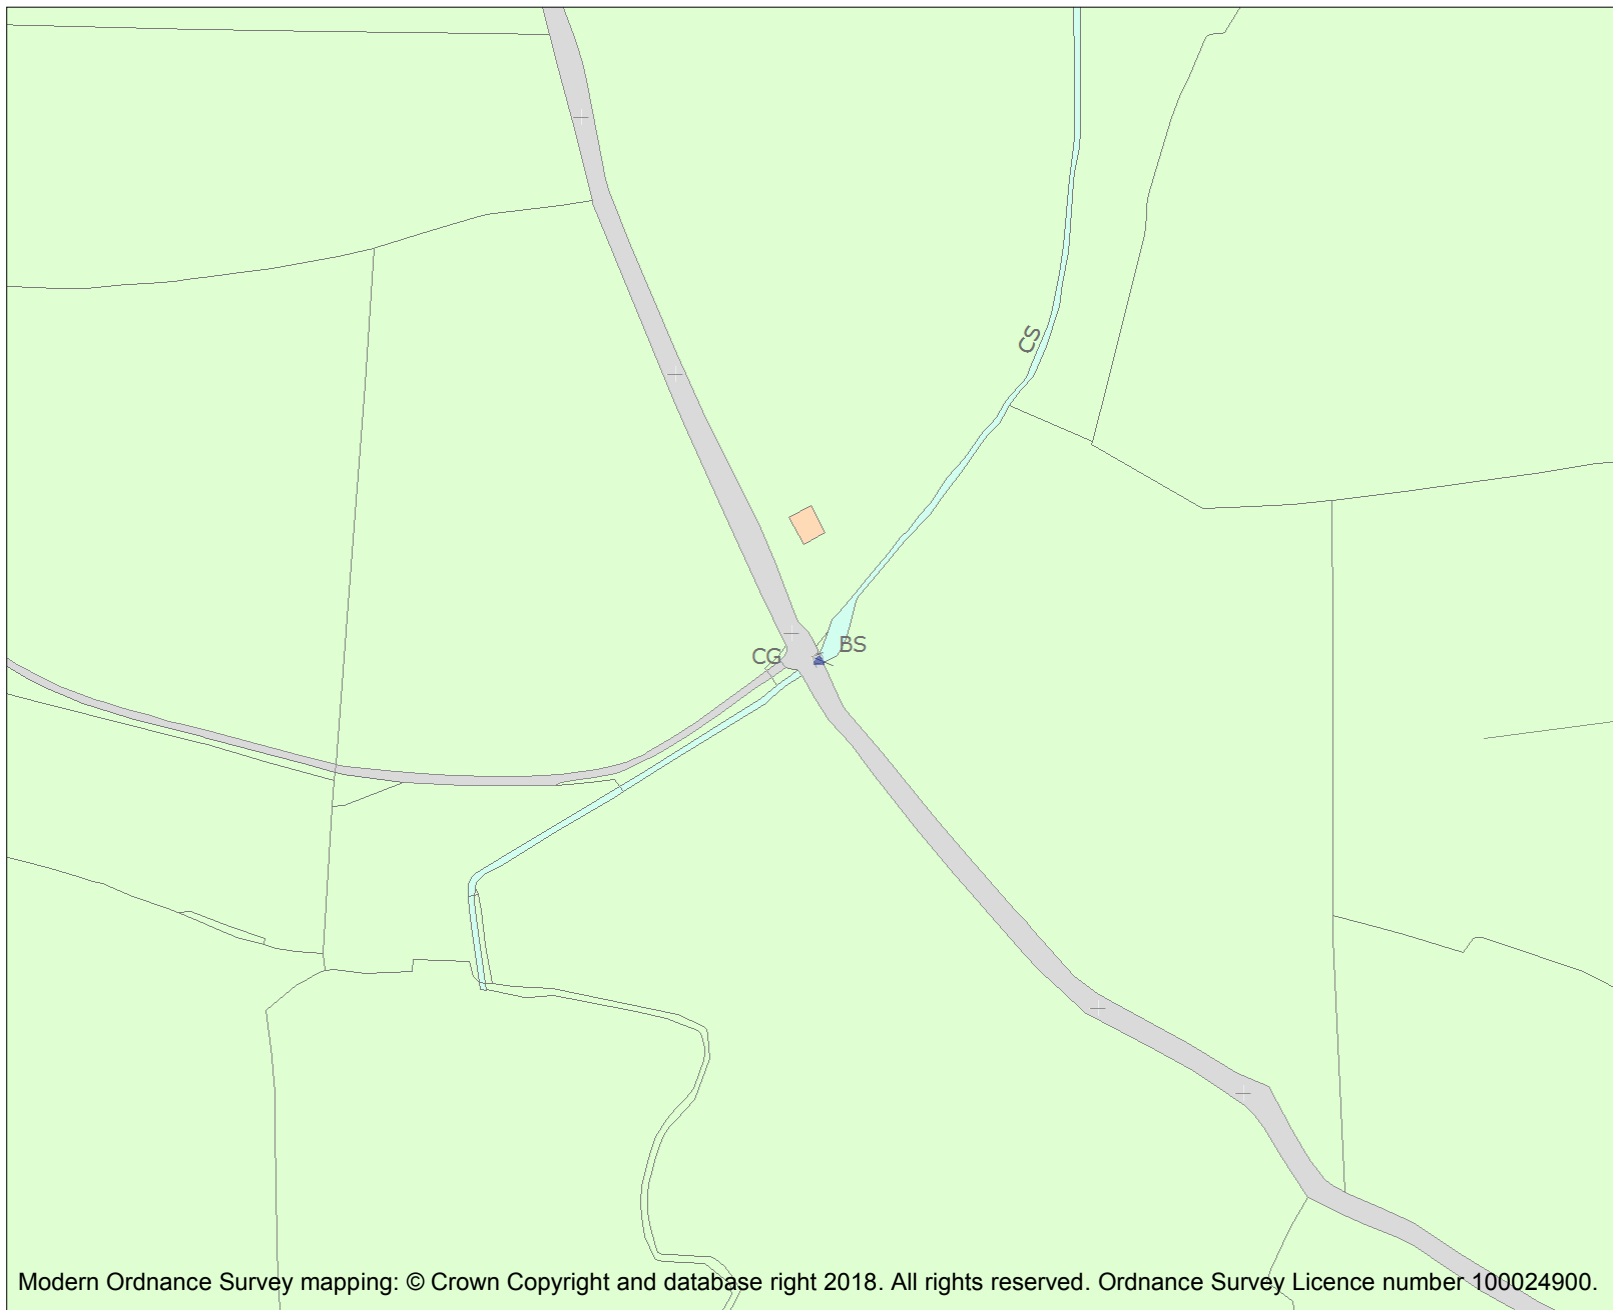 CS
BS
CG
Modern Ordnance Survey mapping: © Crown Copyright and database right 2018. All rights reserved. Ordnance Survey Licence number 100024900.